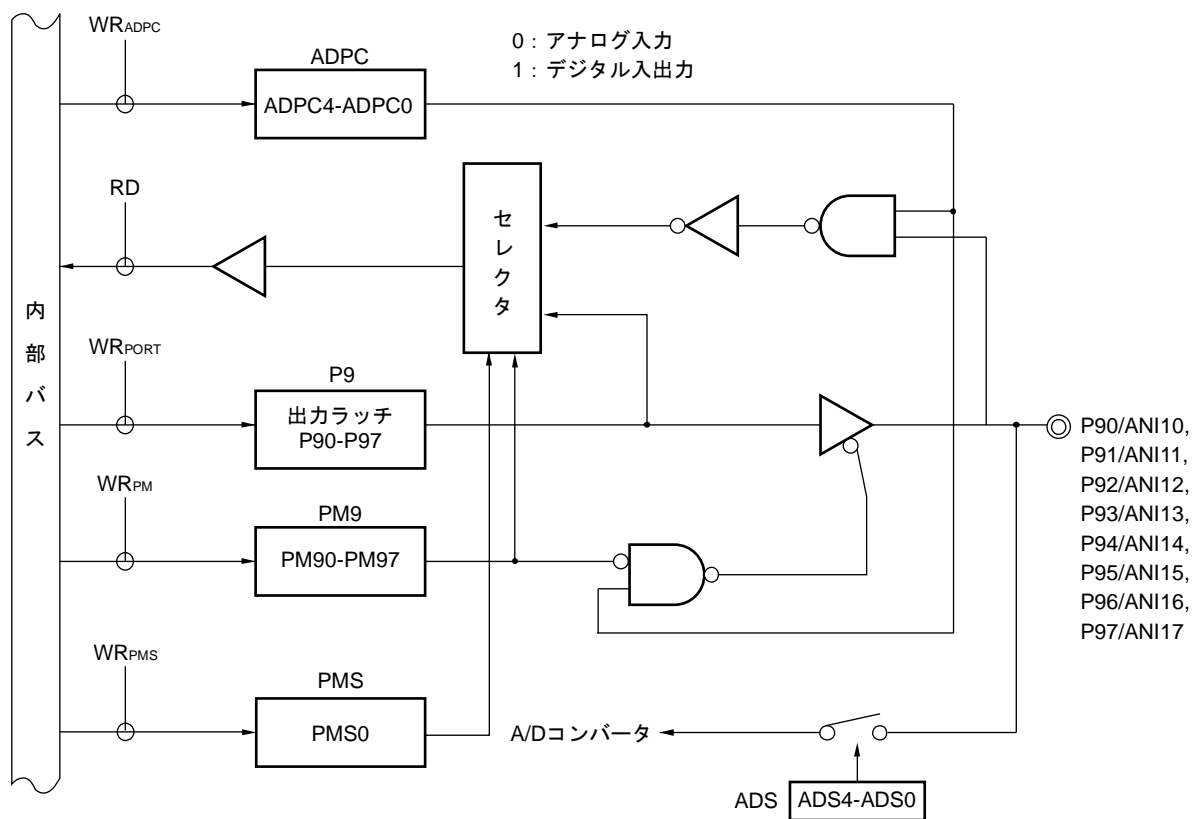 WRADPC
ADPC
ADPC4-ADPC0
0：アナログ入力
1：デジタル入出力
RD
セレクタ
内部バス
WRPORT
P9
出力ラッチ
P90-P97
WRPM
PM9
PM90-PM97
WRPMS
PMS
PMS0
A/Dコンバータ
ADS
ADS4-ADS0
P90/ANI10,
P91/ANI11,
P92/ANI12,
P93/ANI13,
P94/ANI14,
P95/ANI15,
P96/ANI16,
P97/ANI17